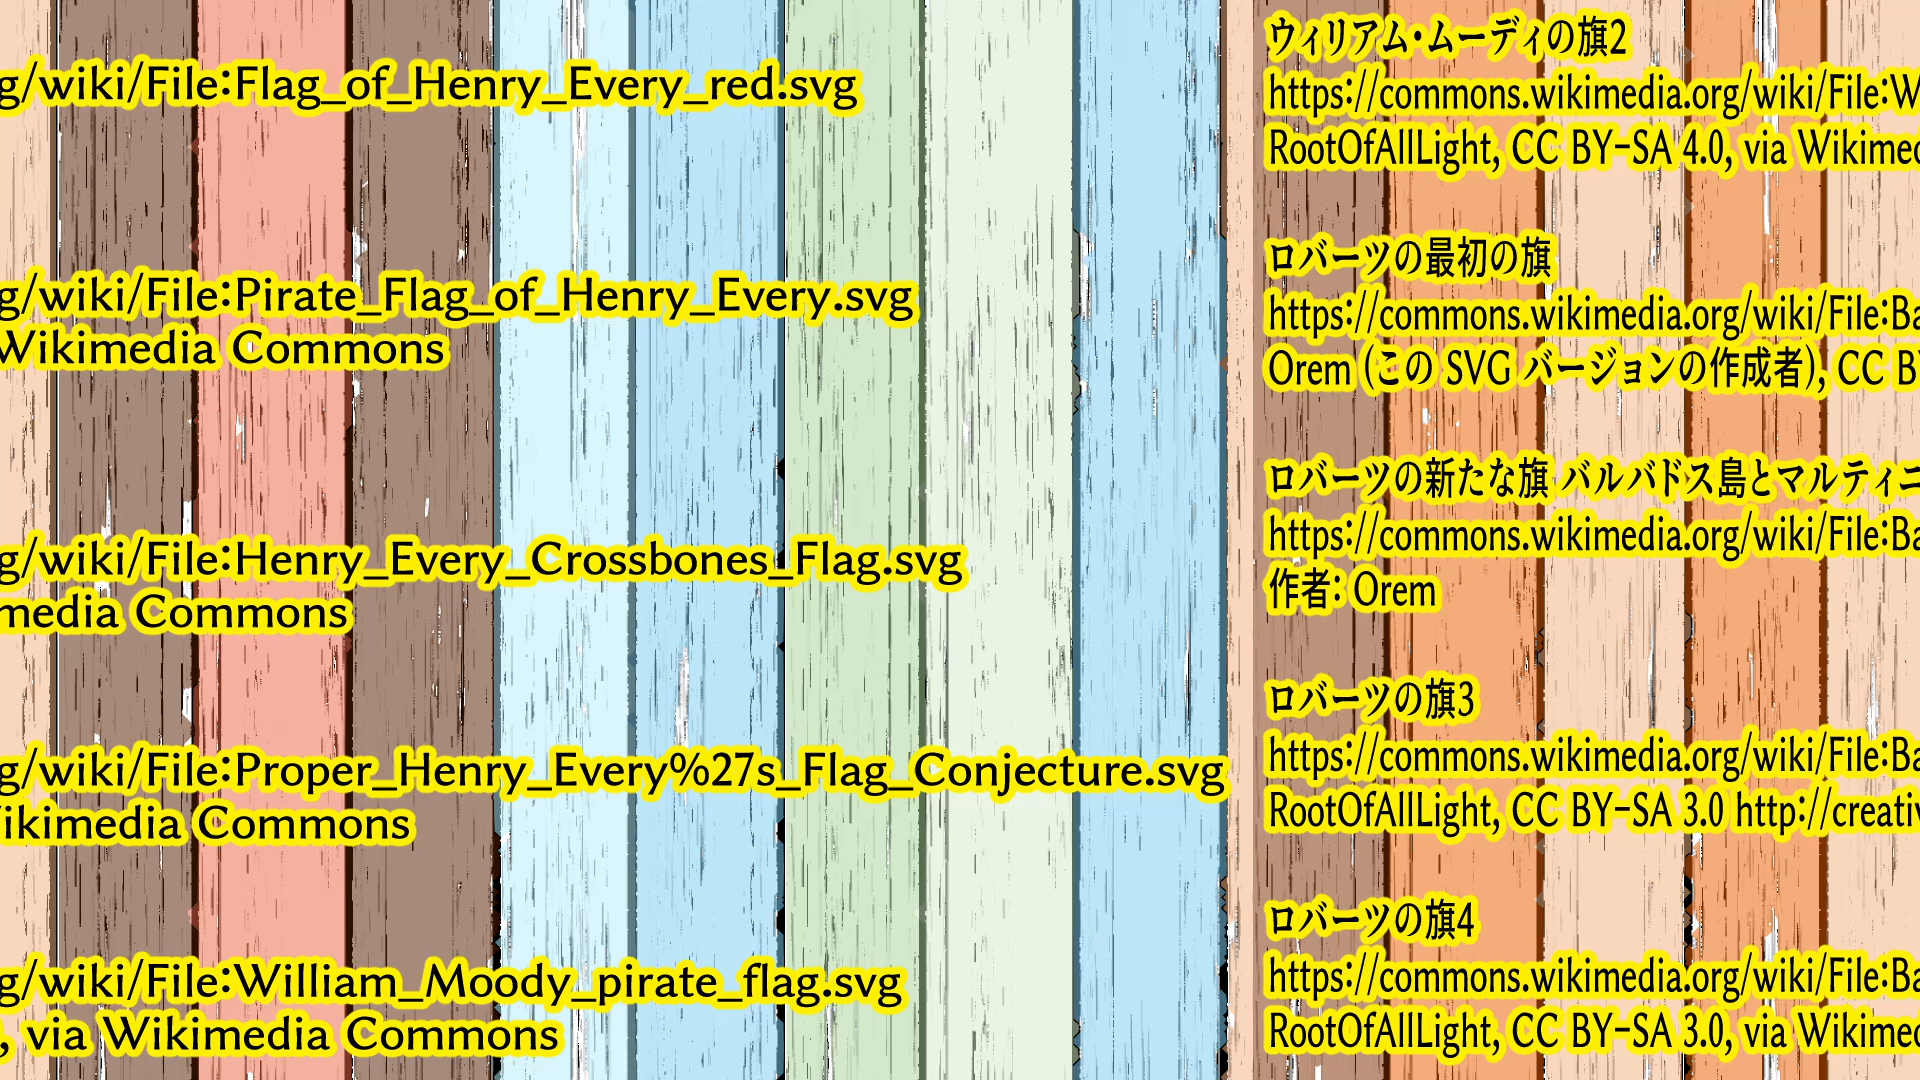 g/wiki/File:Flag_of_Henry_Every_red.svg
g/wiki/File:Pirate_Flag_of_Henry_Every.svg
Wikimedia Commons
g/wiki/File:Henry_Every_Crossbones_Flag.svg
media Commons
g/wiki/File:Proper_Henry_Every%27s_Flag_Conjecture.svg
ikimedia Commons
g/wiki/File:William_Moody_pirate_flag.svg
, via Wikimedia Commons
ウィリアム・ムーディの旗2
https://commons.wikimedia.org/wiki/File:W
RootOfAllLight, CC BY-SA 4.0, via Wikimed
ロバーツの最初の旗
https://commons.wikimedia.org/wiki/File:Ba
Orem (この SVG バージョンの作成者), CC B
ロバーツの新たな旗 バルバドス島とマルティニ
https://commons.wikimedia.org/wiki/File:Ba
作者: Orem
ロバーツの旗3
https://commons.wikimedia.org/wiki/File:Ba
RootOfAllLight, CC BY-SA 3.0 http://creativ
ロバーツの旗4
https://commons.wikimedia.org/wiki/File:Ba
RootOfAllLight, CC BY-SA 3.0, via Wikimed